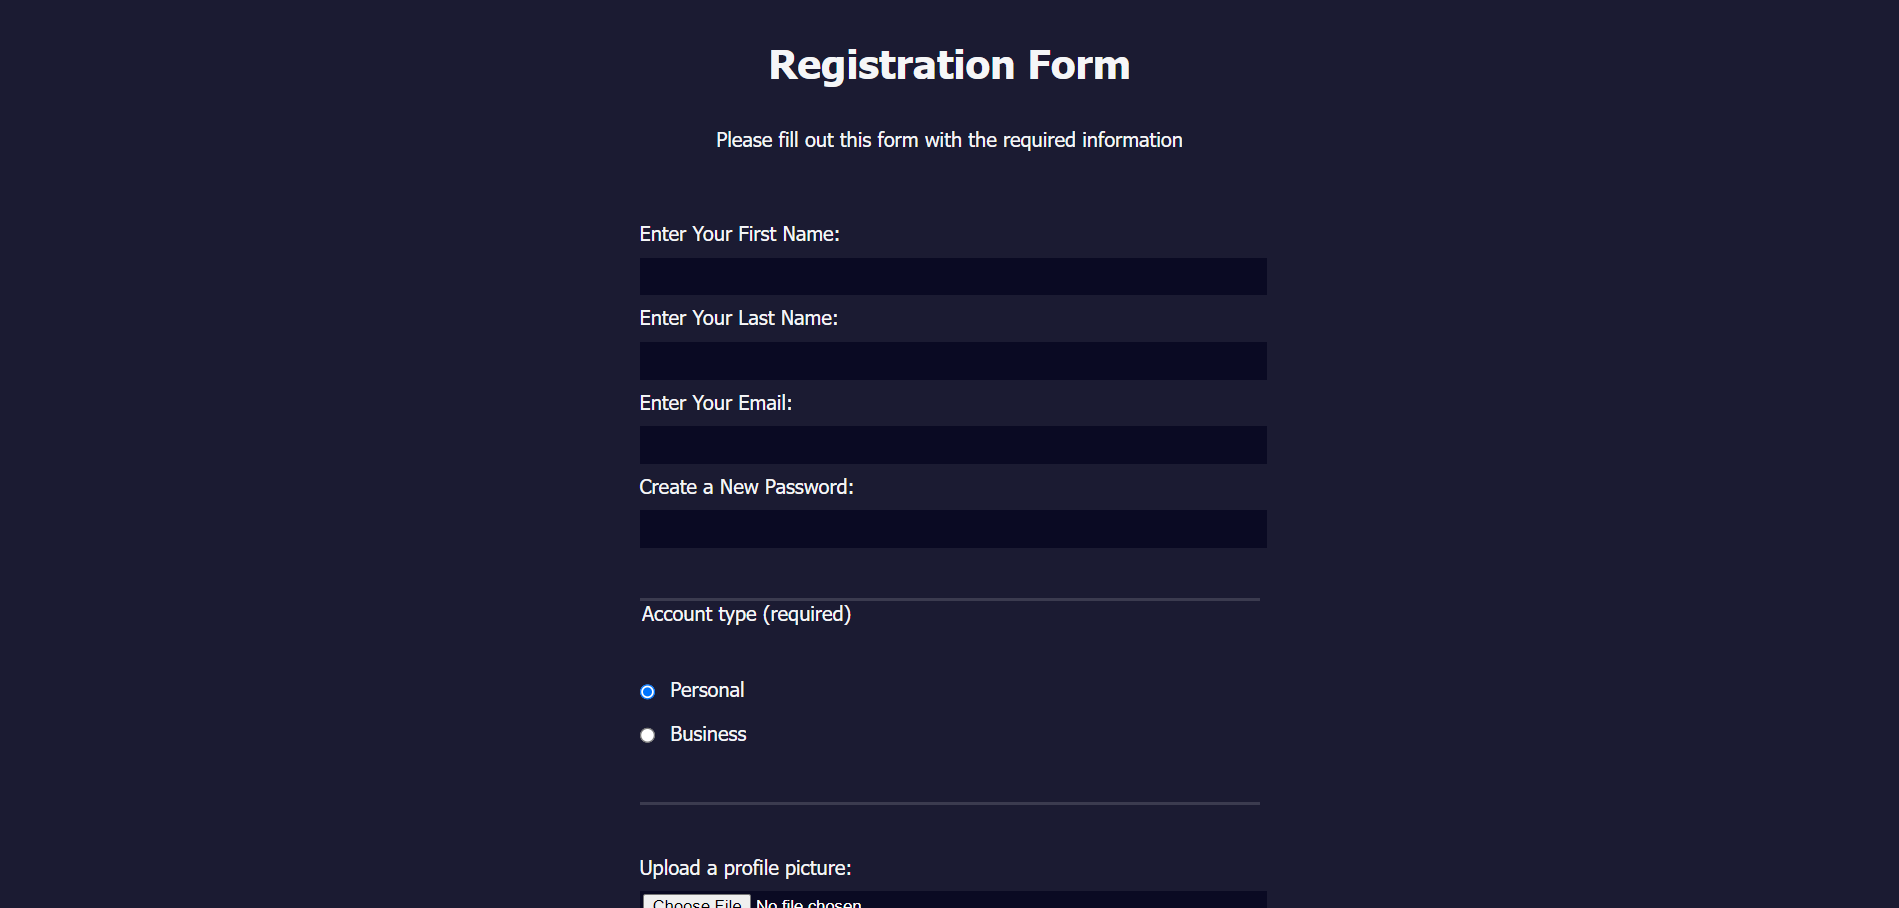 Registration Form
Please fill out this form with the required information
Enter Your First Name:
Enter Your Last Name:
Enter Your Email:
Create a New Password:
Account type (required)
Personal
Business
Upload a profile picture:
Choose File No file chosen